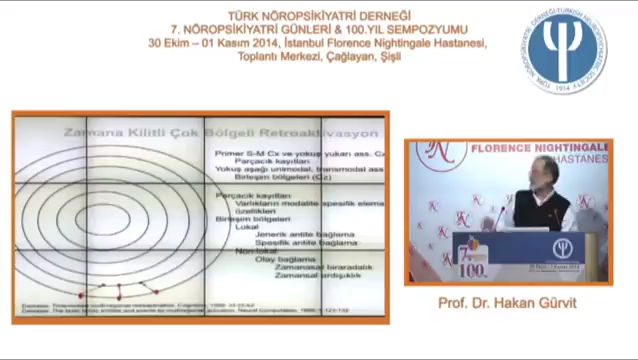 TÜRK NÖROPSİKİYATRİ DERNEĞİ
7. NÖROPSİKİYATRİ GÜNLERİ & 100.YIL SEMPOZYUMU
30 Ekim – 01 Kasım 2014, İstanbul Florence Nightingale Hastanesi,
Toplantı Merkezi, Çağlayan, Şişli
1914
Zamana Kilitli Çok Bölgeli Retroaktivasyon
Primer S-M Cx ve yokuş yukarı ass. Cx
Parçacık kayıtları
Yokuş aşağı unimodal, transmodal ass
Birleşim bölgeleri (Cz)
Parçacık kayıtları
Varlıkların modalite spesifik elema
özellikleri
Birleşim bölgeleri
Lokal
Jenerik antite bağlama
Spesifik antite bağlama
Non-lokal
Olay bağlama
Zamanasal biraradalık
Zamansal ardışıklık
FLORENCE NIGHTINGALE
HASTANESİ
100
Prof. Dr. Hakan Gürvit